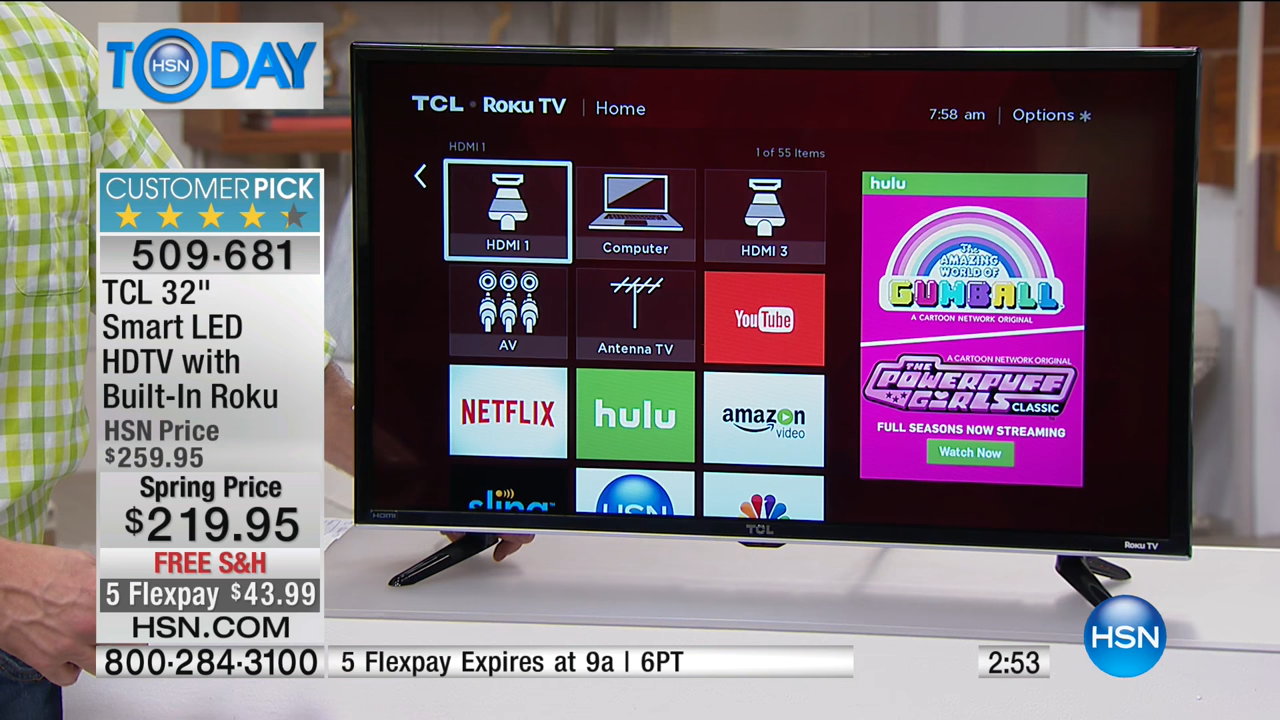 TODAY
HSN
CUSTOMER PICK
509-681
TCL 32"
Smart LED
HDTV with
Built-In Roku
HSN Price
$259.95
Spring Price
$219.95
FREE S&H
5 Flexpay $43.99
HSN.COM
800-284-3100
5 Flexpay Expires at 9a | 6PT
2:53
HSN
TCL • Roku TV | Home
7:58 am | Options *
HDMI 1
1 of 55 Items
HDMI 1
Computer
HDMI 3
AV
Antenna TV
YouTube
NETFLIX
hulu
amazon
video
sling
HSN
hulu
The
AMAZING
WORLD OF
GUMBALL
A CARTOON NETWORK ORIGINAL
A CARTOON NETWORK ORIGINAL
THE
POWERPUFF
GIRLS
CLASSIC
FULL SEASONS NOW STREAMING
Watch Now
HDMI
TCL
Roku TV